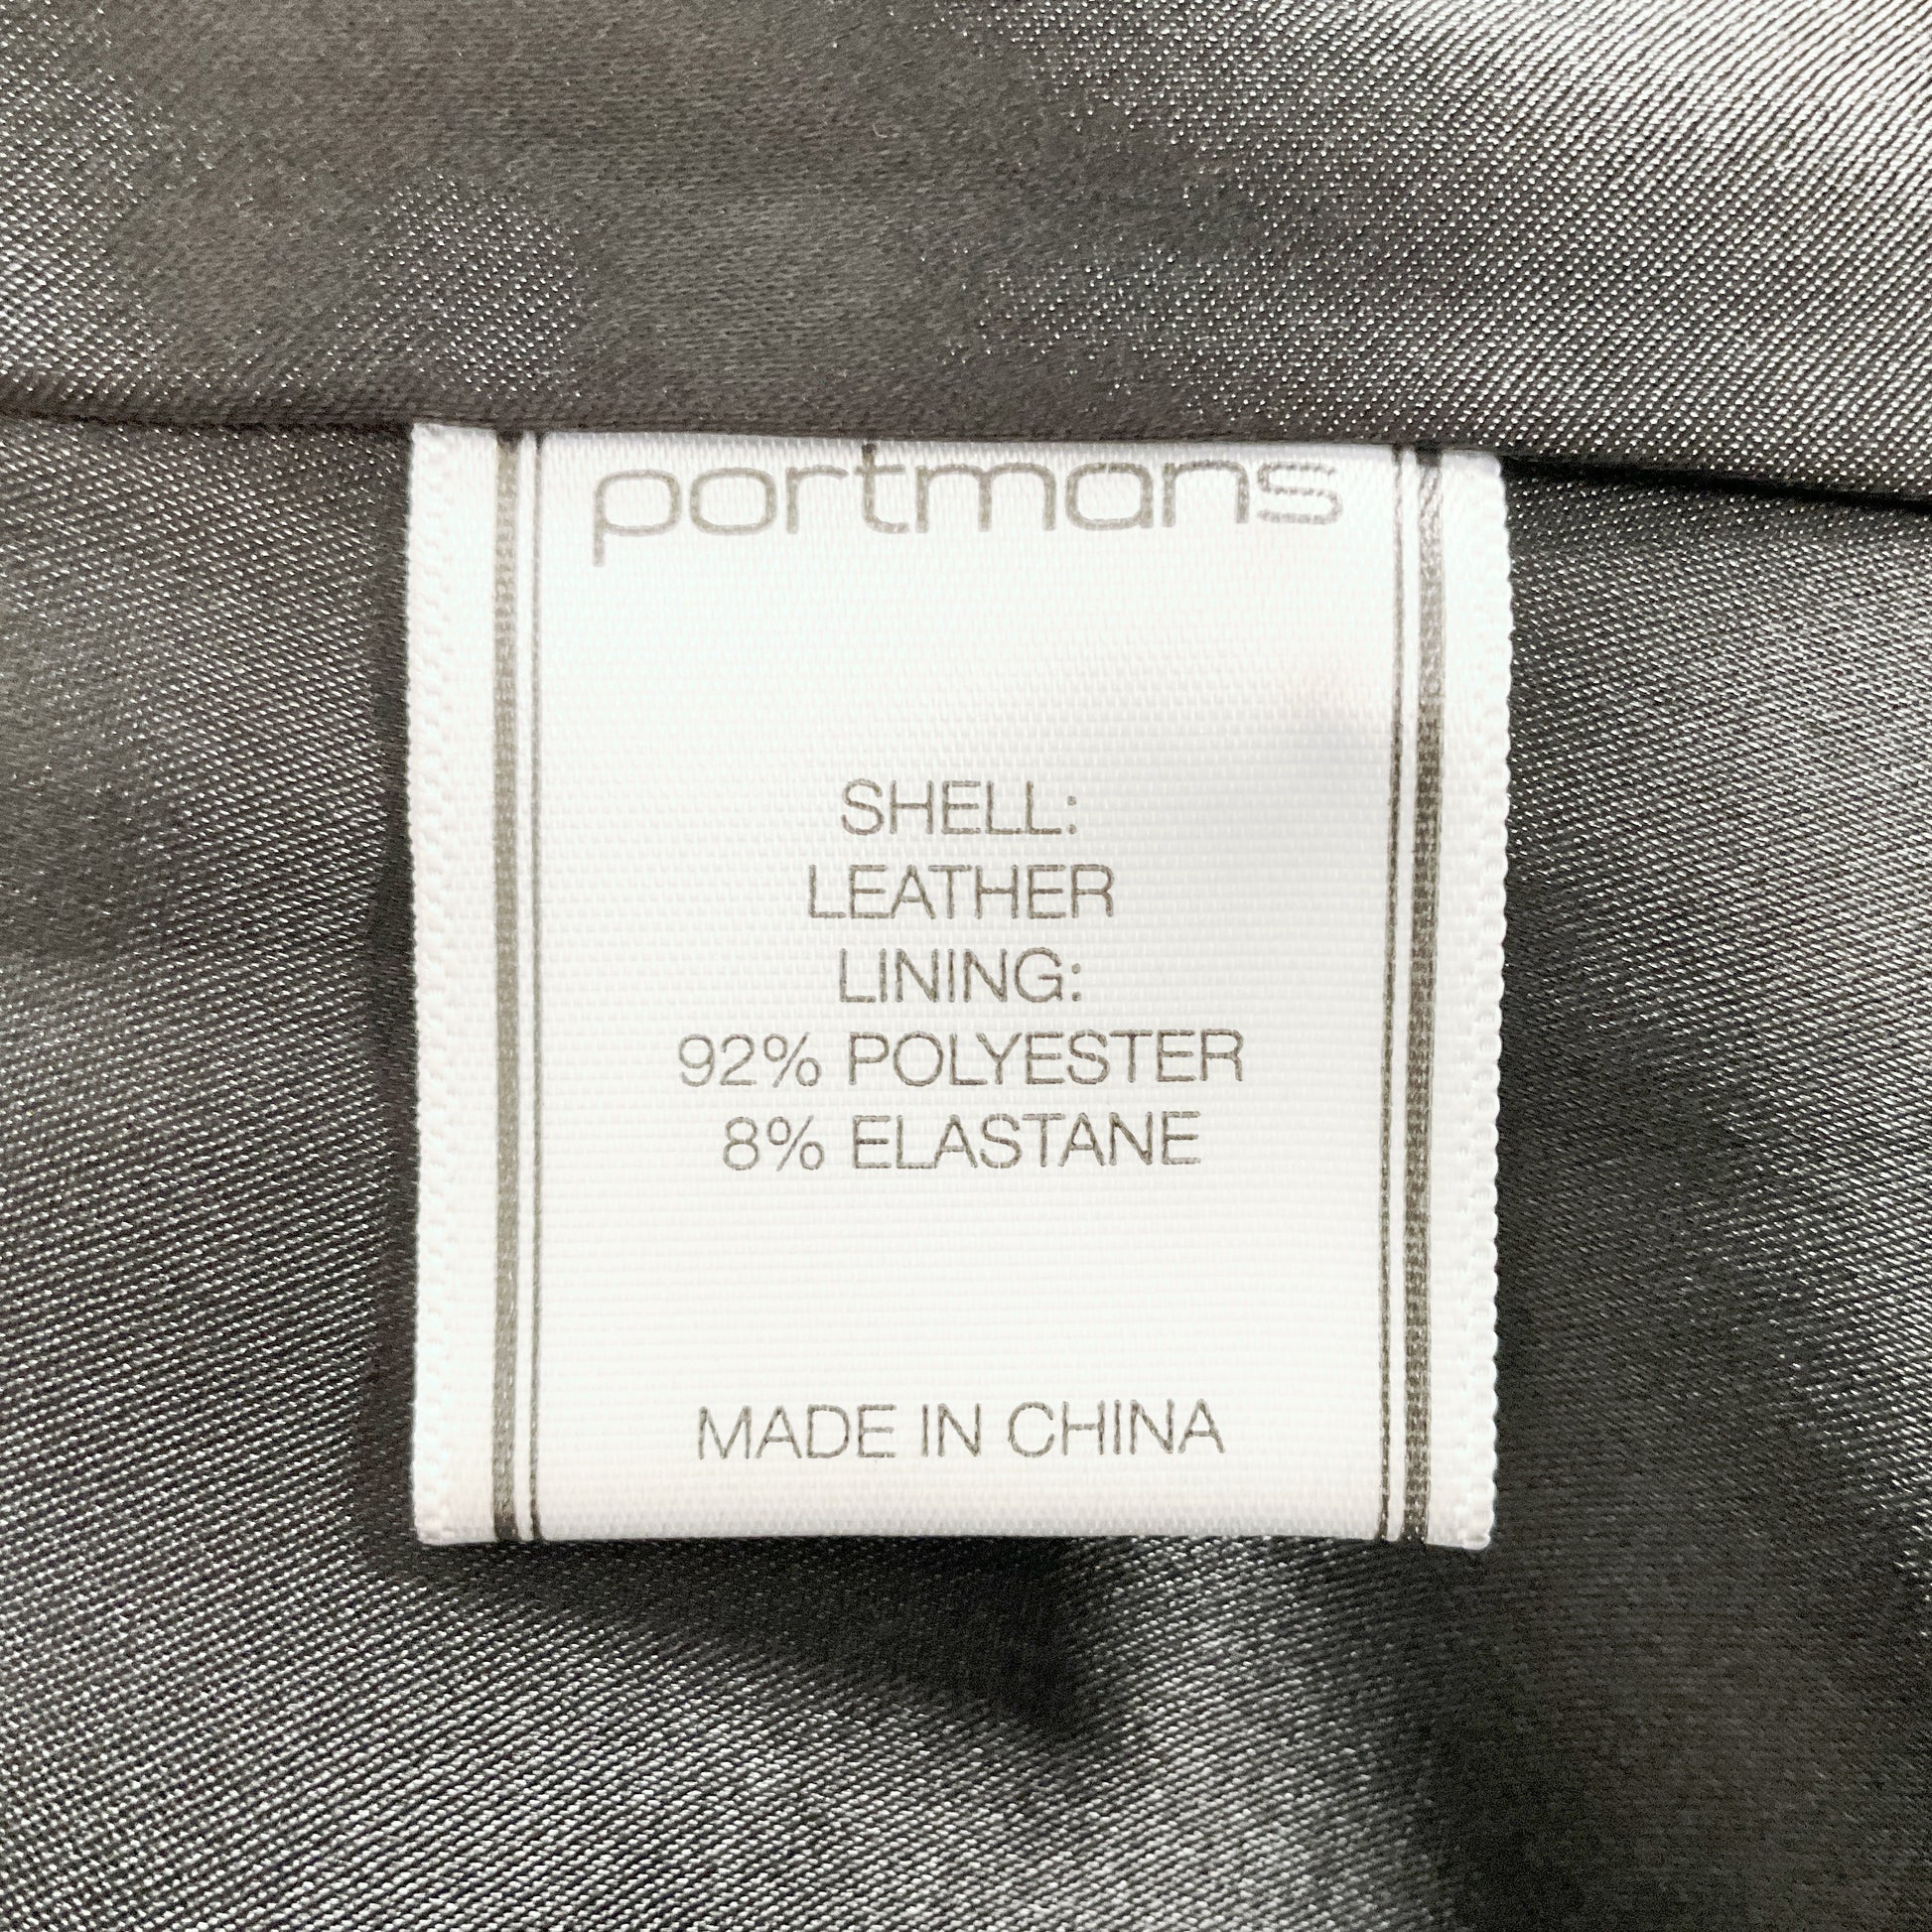 portmans
SHELL:
LEATHER
LINING:
92% POLYESTER
8% ELASTANE
MADE IN CHINA